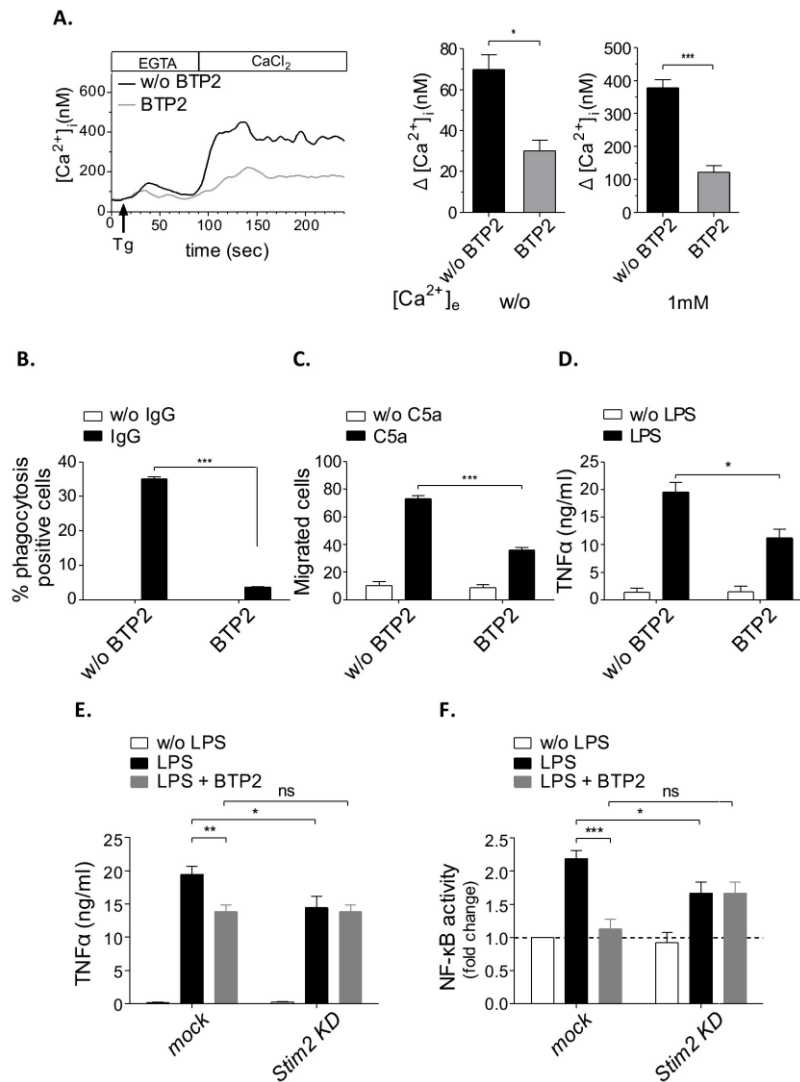 A.
EGTA CaCl2
w/o BTP2
BTP2
[Ca2+]i(nM)
600
400
200
0
0 50 100 150 200
Tg
time (sec)
*
Δ [Ca2+]i(nM)
80
60
40
20
0
w/o BTP2 BTP2
***
Δ [Ca2+]i(nM)
500
400
300
200
100
0
w/o BTP2 BTP2
[Ca2+]e w/o 1mM
B.
w/o IgG
IgG
***
% phagocytosis
positive cells
40
30
20
10
0
w/o BTP2 BTP2
C.
w/o C5a
C5a
***
Migrated cells
100
80
60
40
20
0
w/o BTP2 BTP2
D.
w/o LPS
LPS
*
TNFα (ng/ml)
25
20
15
10
5
0
w/o BTP2 BTP2
E.
w/o LPS
LPS
LPS + BTP2
ns
*
**
TNFα (ng/ml)
25
20
15
10
5
0
mock Stim2 KD
F.
w/o LPS
LPS
LPS + BTP2
ns
*
***
NF-κB activity
(fold change)
2.5
2.0
1.5
1.0
0.5
0.0
mock Stim2 KD